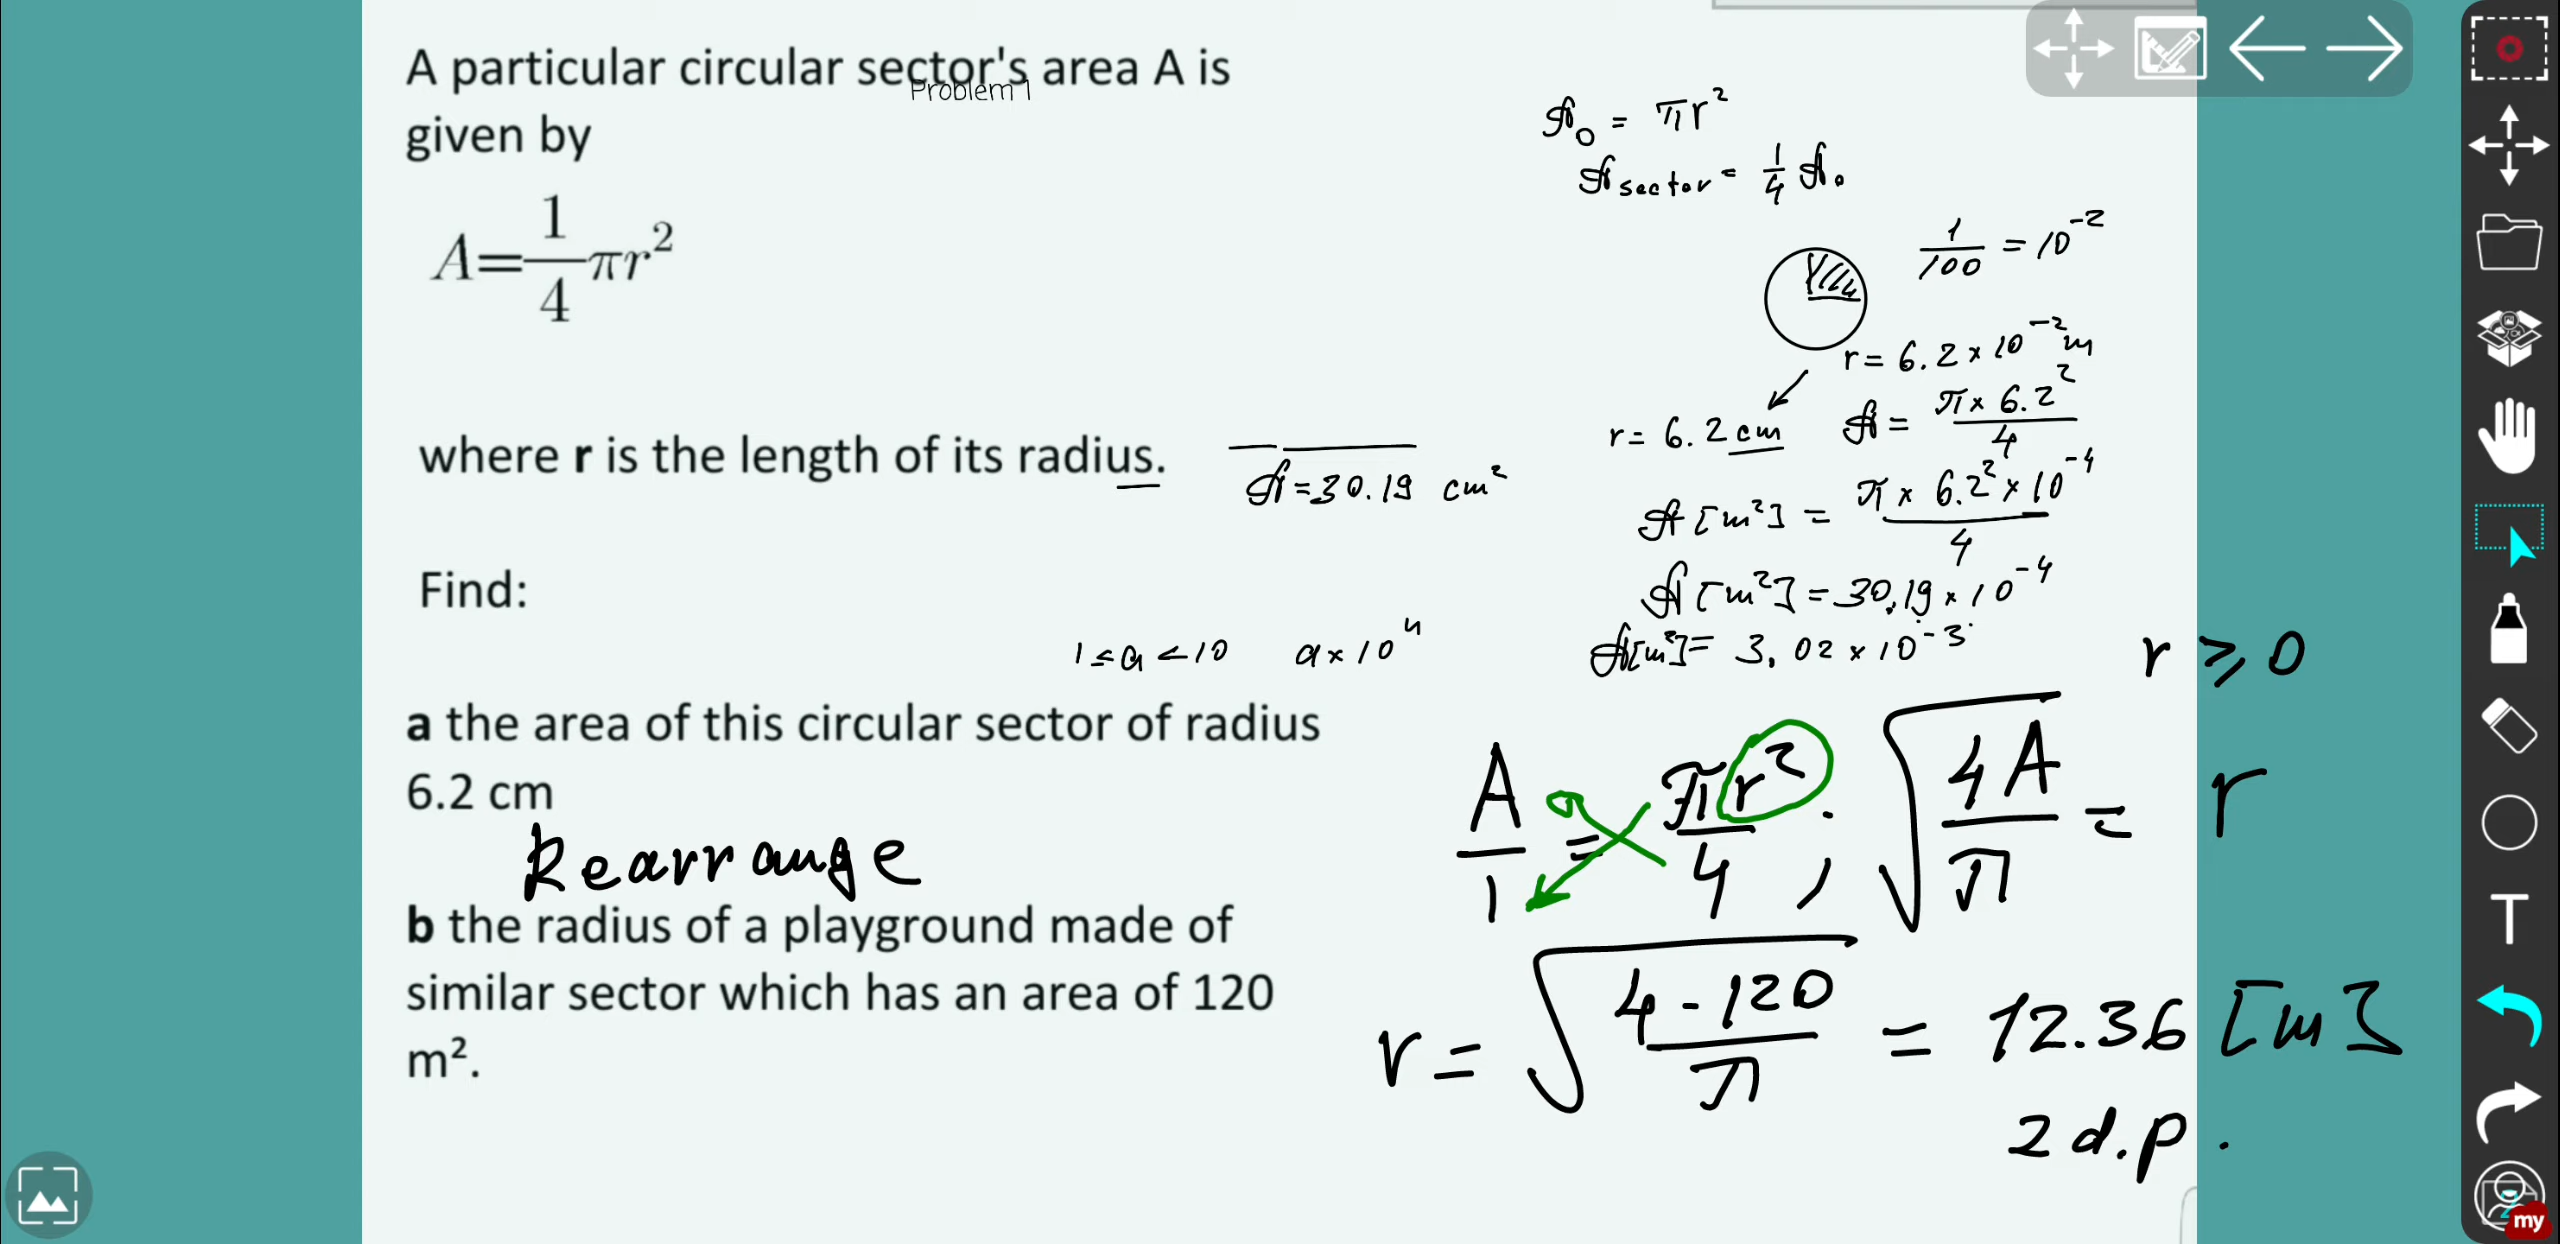 A particular circular sector's area A is
Problem 1
given by
A=1/4 πr²
where r is the length of its radius.
Find:
a the area of this circular sector of radius
6.2 cm
Rearrange
b the radius of a playground made of
similar sector which has an area of 120
m².
A₀ = πr²
A sector = 1/4 A₀
1/100 = 10⁻²
r = 6.2 × 10⁻² m
r = 6.2 cm
A = π × 6.2² / 4
A = 30.19 cm²
A [m²] = π × 6.2² × 10⁻⁴ / 4
A [m²] = 30.19 × 10⁻⁴
1 ≤ a < 10 a × 10ⁿ
A [m²] = 3,02 × 10⁻³
r ⩾ 0
A/1 = πr²/4 ; √(4A/π) = r
r = √(4 - 120/π) = 12.36 [m]
2 d.p.
T
my